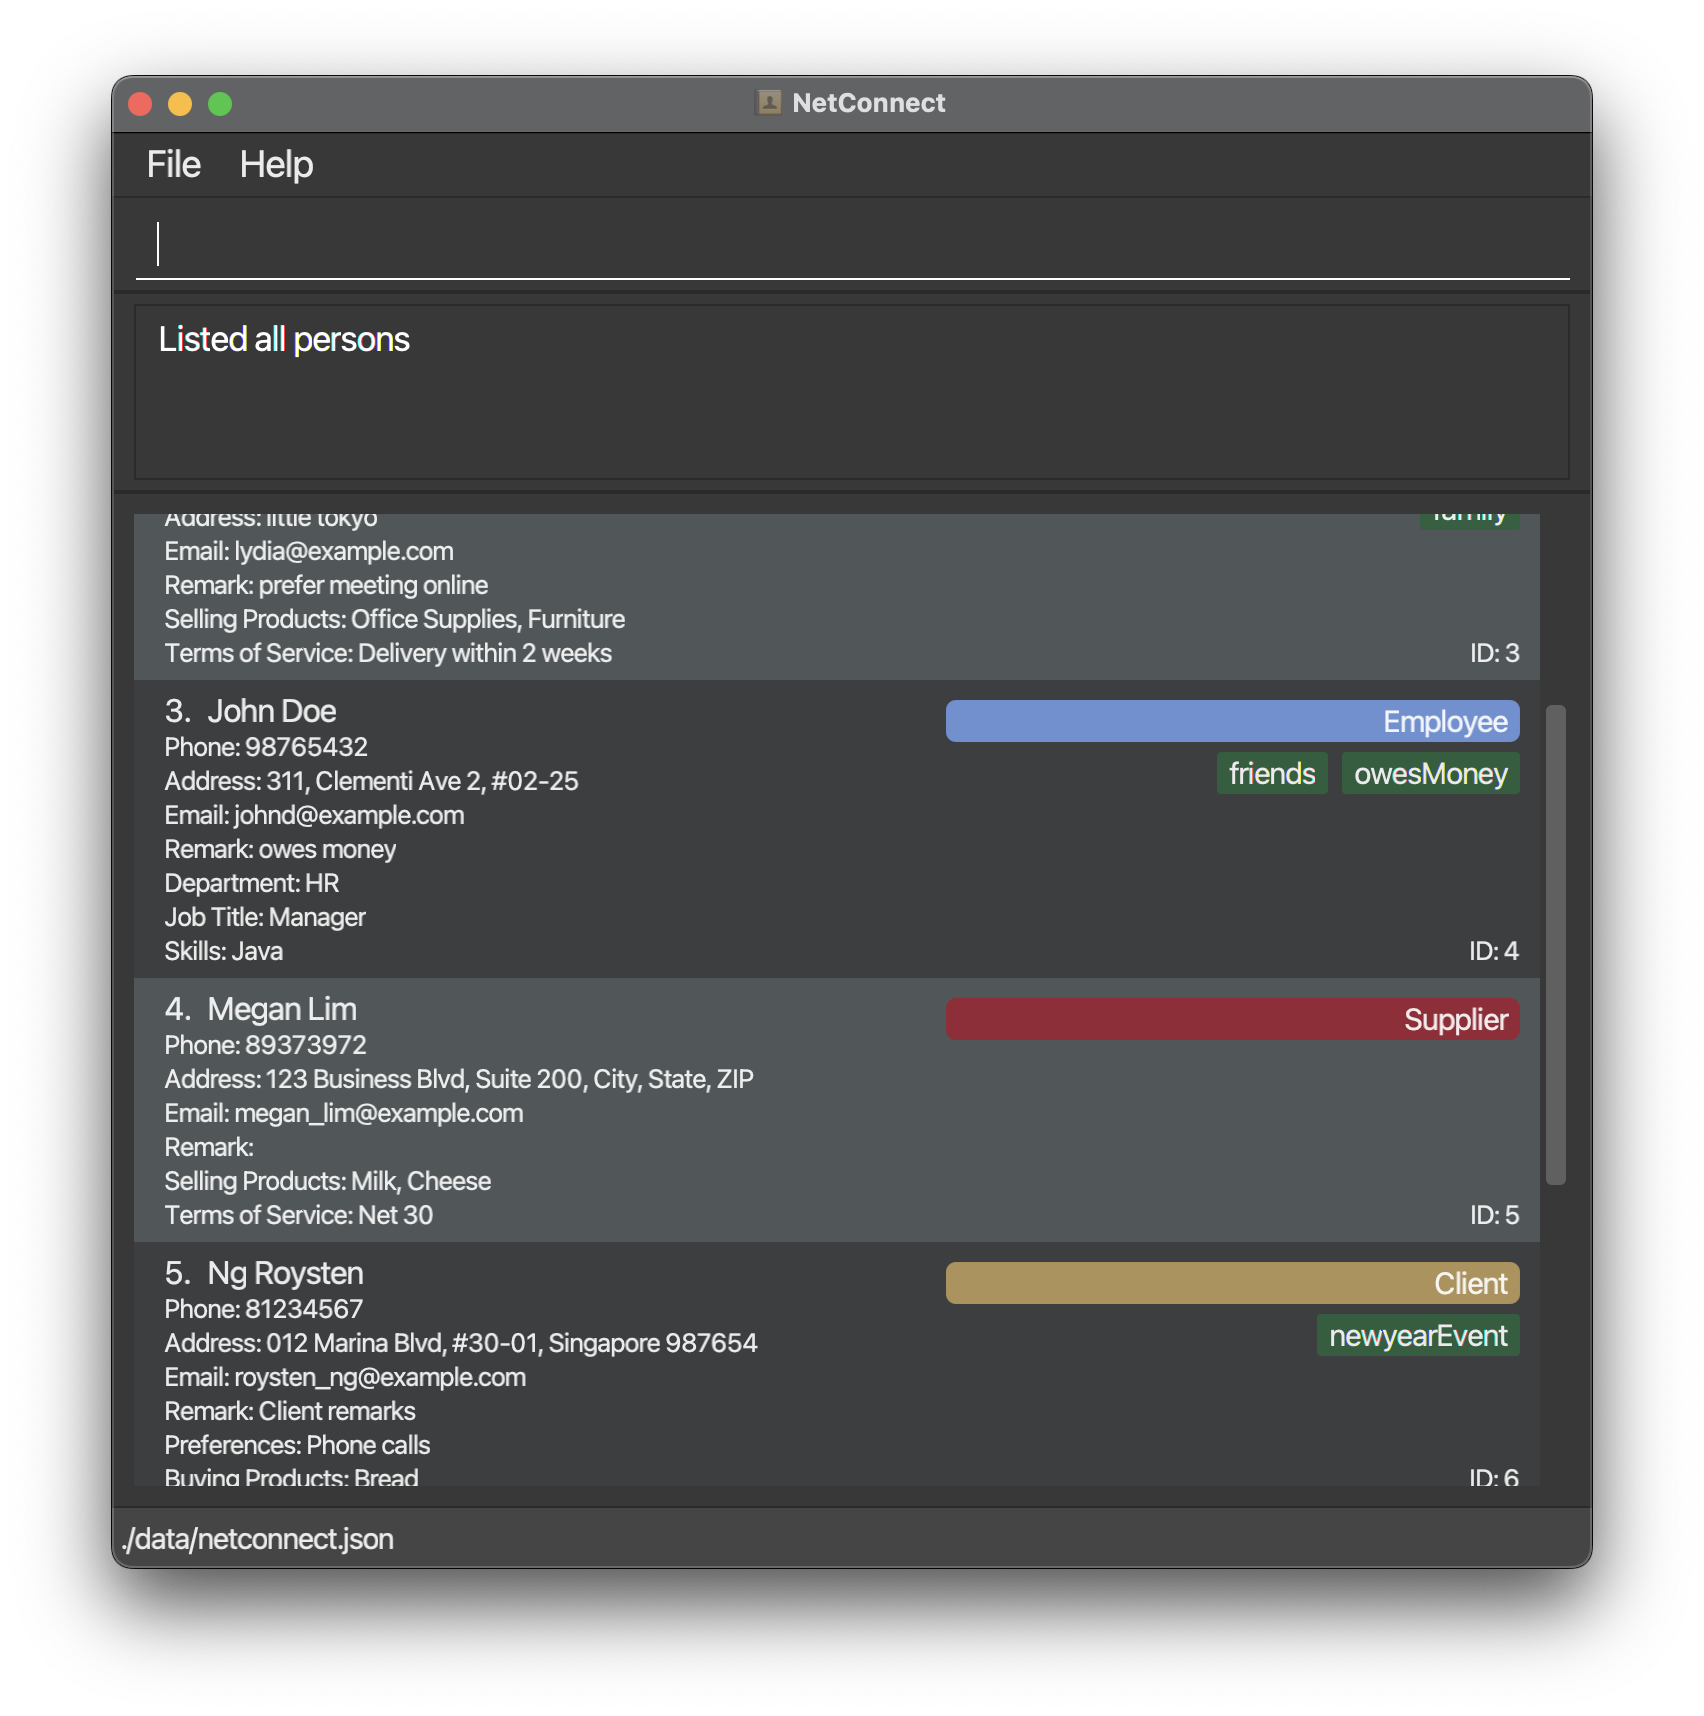 NetConnect
File Help
Listed all persons
Address: little tokyo
family
Email: lydia@example.com
Remark: prefer meeting online
Selling Products: Office Supplies, Furniture
Terms of Service: Delivery within 2 weeks
ID: 3
3. John Doe
Employee
Phone: 98765432
friends owesMoney
Address: 311, Clementi Ave 2, #02-25
Email: johnd@example.com
Remark: owes money
Department: HR
Job Title: Manager
Skills: Java
ID: 4
4. Megan Lim
Supplier
Phone: 89373972
Address: 123 Business Blvd, Suite 200, City, State, ZIP
Email: megan_lim@example.com
Remark:
Selling Products: Milk, Cheese
Terms of Service: Net 30
ID: 5
5. Ng Roysten
Client
Phone: 81234567
newyearEvent
Address: 012 Marina Blvd, #30-01, Singapore 987654
Email: roysten_ng@example.com
Remark: Client remarks
Preferences: Phone calls
Buying Products: Bread
ID: 6
./data/netconnect.json